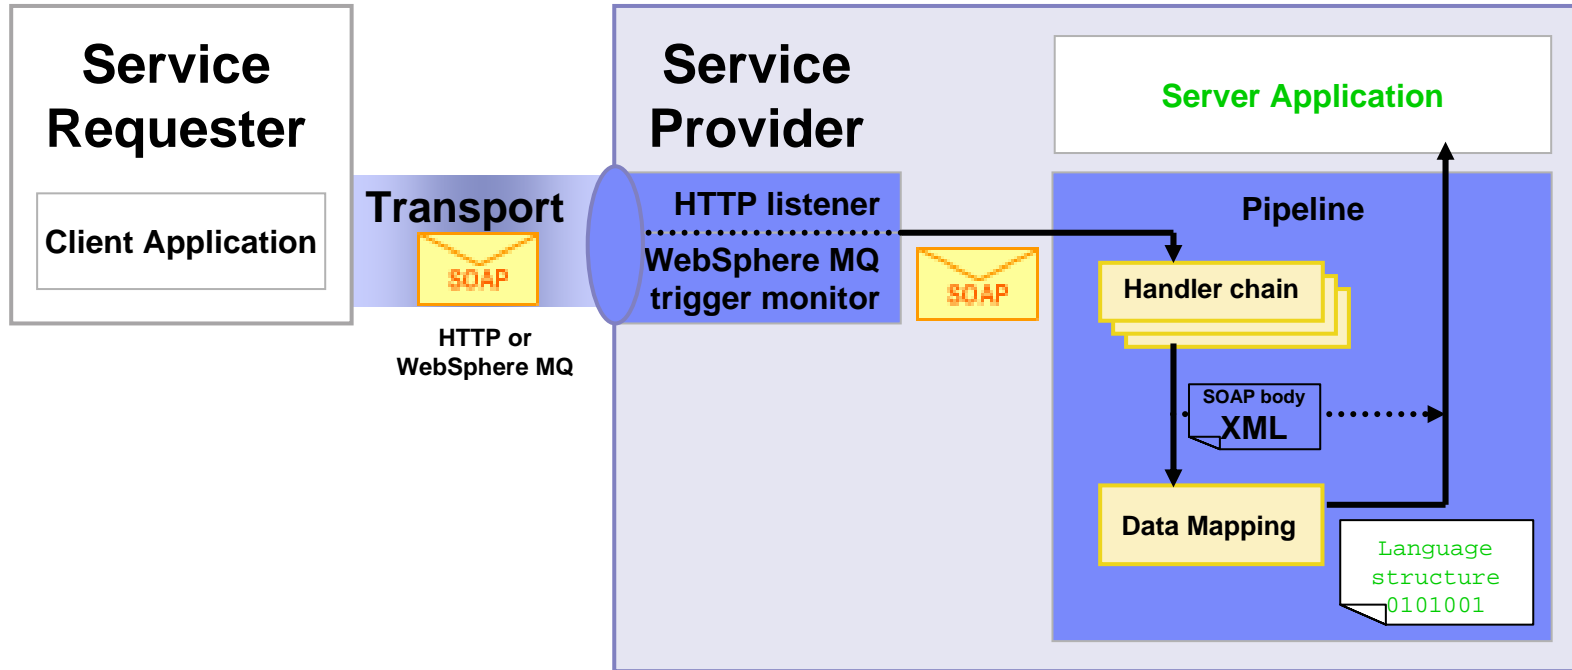 Service
Requester
Client Application
Transport
SOAP
HTTP or
WebSphere MQ
Service
Provider
HTTP listener
WebSphere MQ
trigger monitor
SOAP
Server Application
Pipeline
Handler chain
SOAP body
XML
Data Mapping
Language
structure
0101001